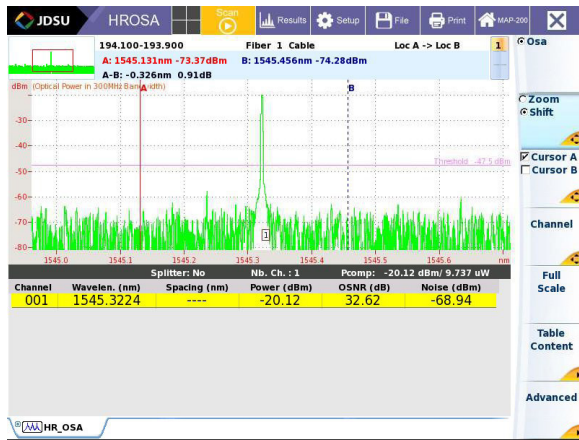 JDSU HROSA Scan Results Setup File Print MAP-200
194.100-193.900 Fiber 1 Cable Loc A -> Loc B 1
A: 1545.131nm -73.37dBm B: 1545.456nm -74.28dBm
A-B: -0.326nm 0.91dB
dBm (Optical Power in 300MHz Bandwidth)
A
B
-30
-40
Threshold -47.5 dBm
-50
-60
-70
1
-80
1545.0 1545.1 1545.2 1545.3 1545.4 1545.5 1545.6 nm
Splitter: No Nb. Ch. : 1 Pcomp: -20.12 dBm/ 9.737 uW
Channel Wavelen. (nm) Spacing (nm) Power (dBm) OSNR (dB) Noise (dBm)
001 1545.3224 ---- -20.12 32.62 -68.94
HR_OSA
Osa
Zoom
Shift
Cursor A
Cursor B
Channel
Full
Scale
Table
Content
Advanced